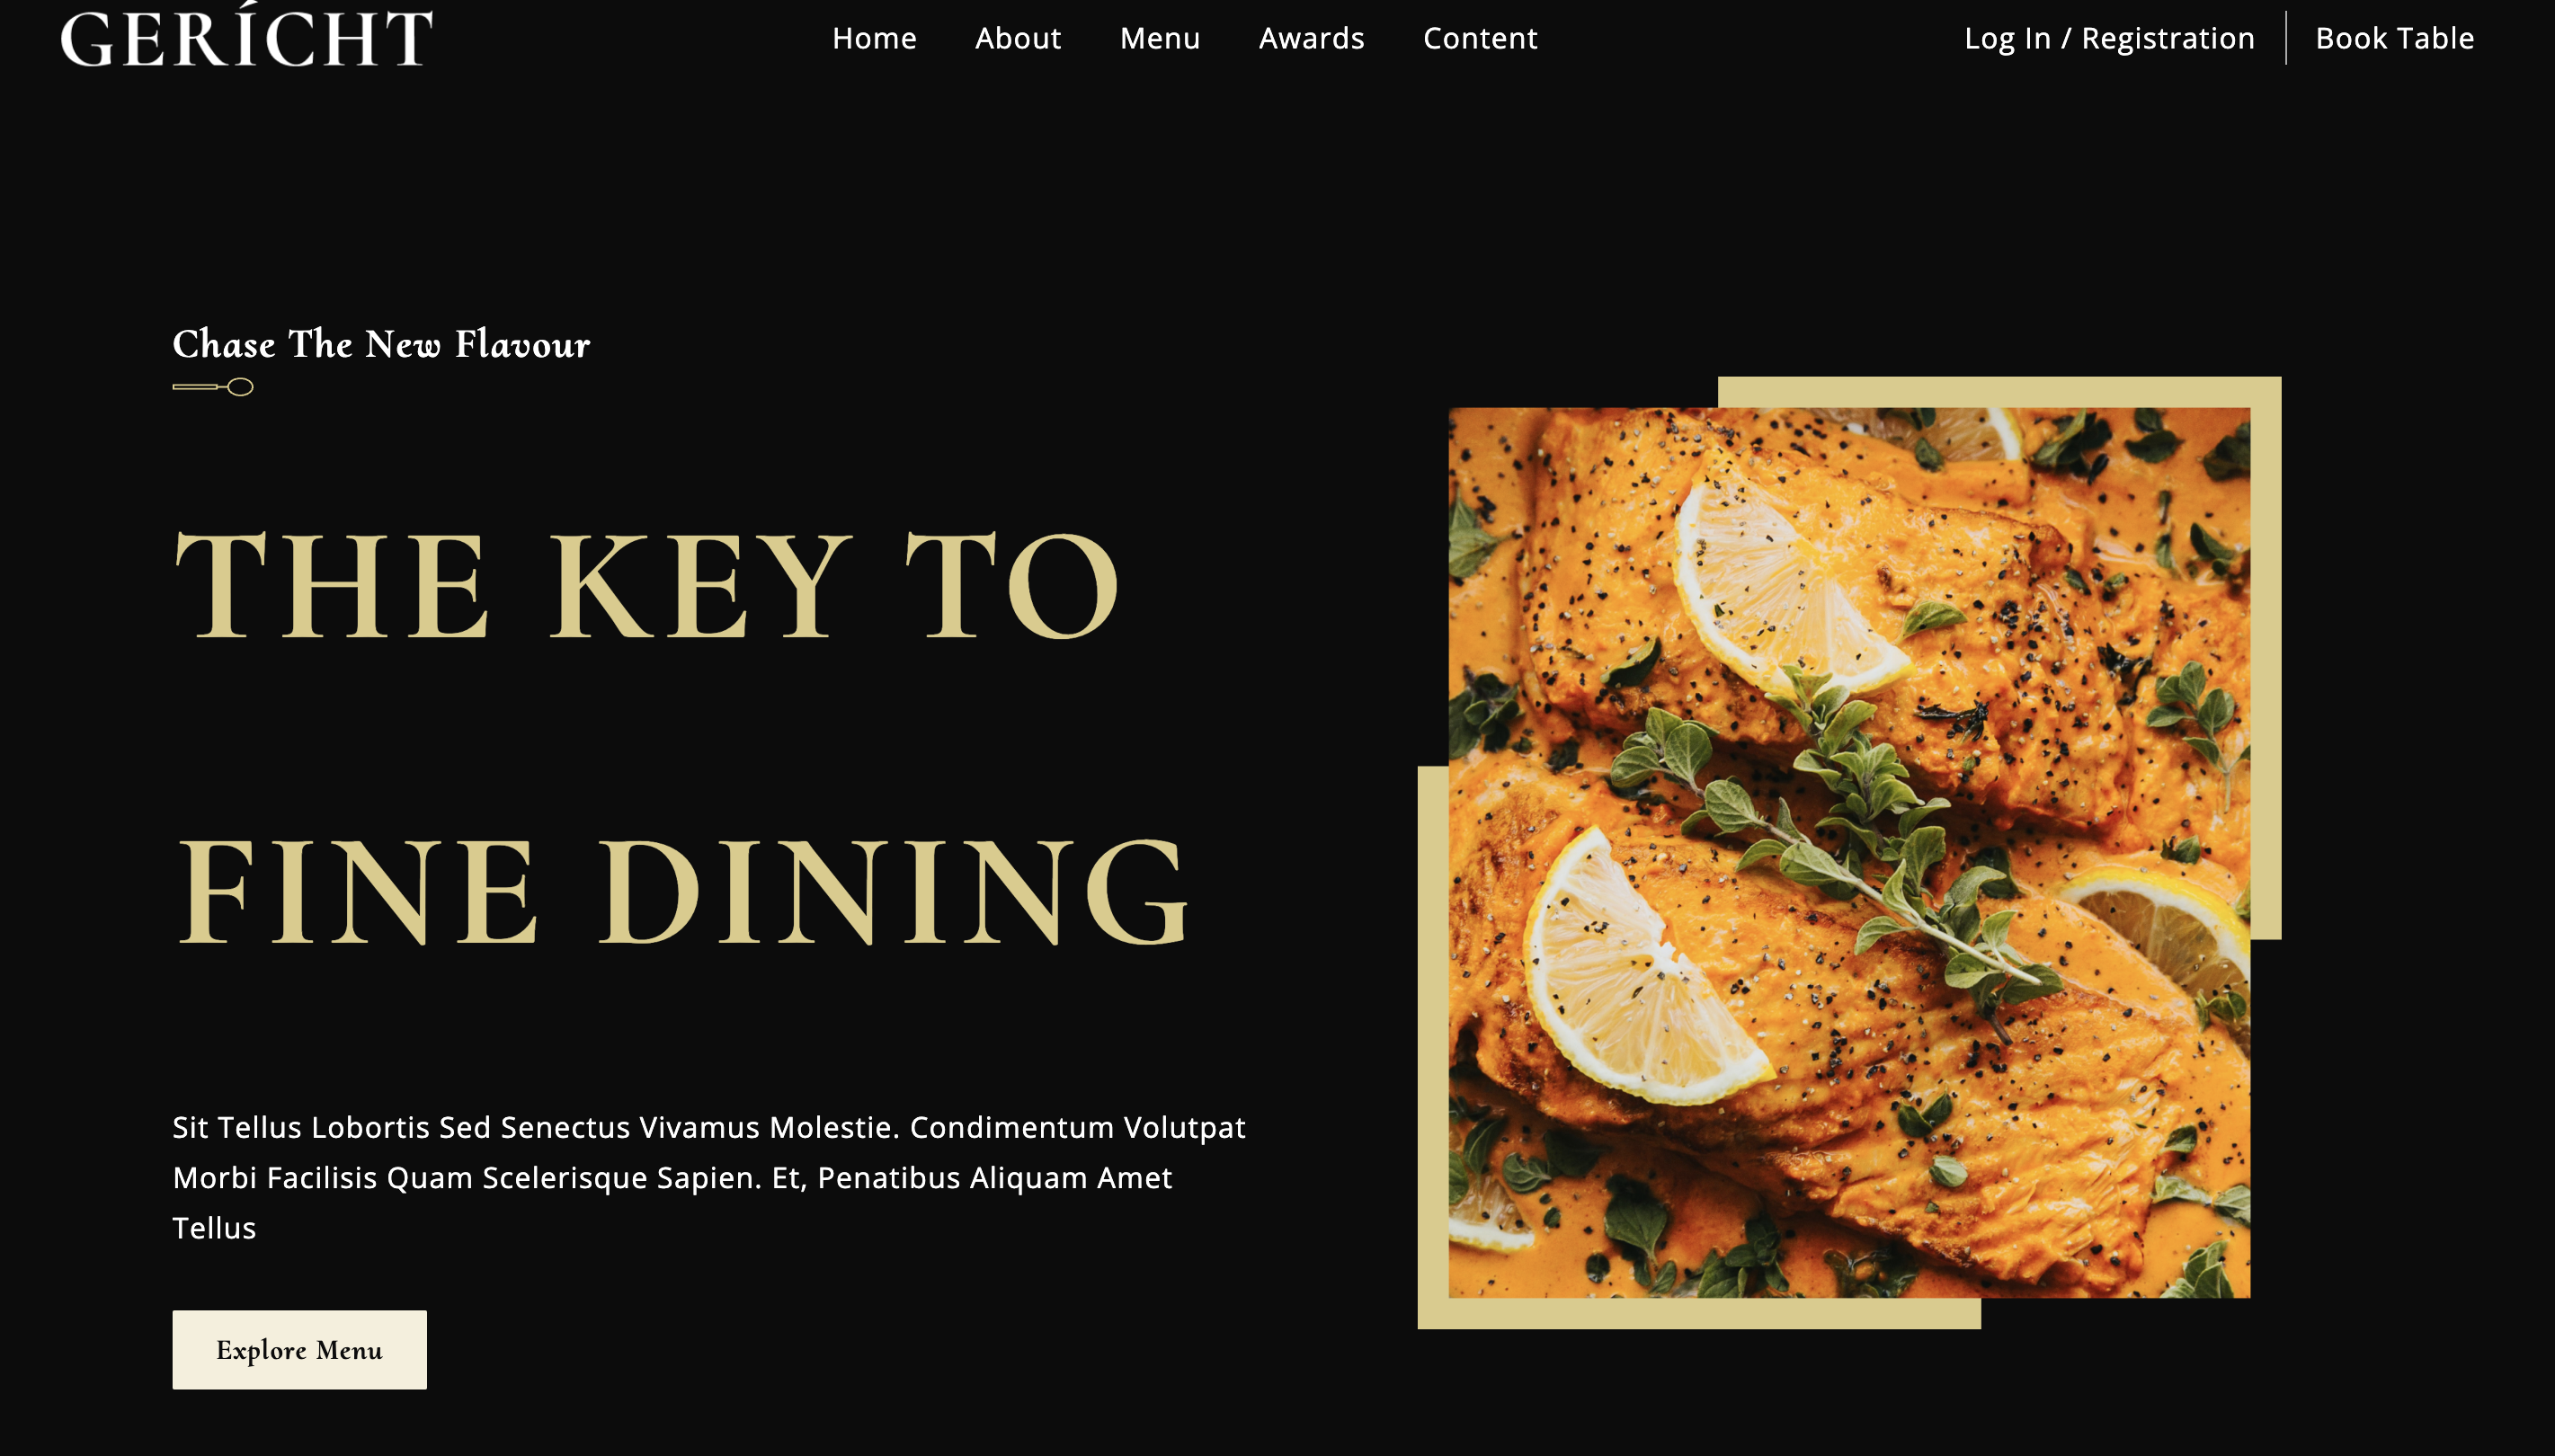 GERÍCHT
Home About Menu Awards Content
Log In / Registration Book Table
Chase The New Flavour
THE KEY TO
FINE DINING
Sit Tellus Lobortis Sed Senectus Vivamus Molestie. Condimentum Volutpat
Morbi Facilisis Quam Scelerisque Sapien. Et, Penatibus Aliquam Amet
Tellus
Explore Menu